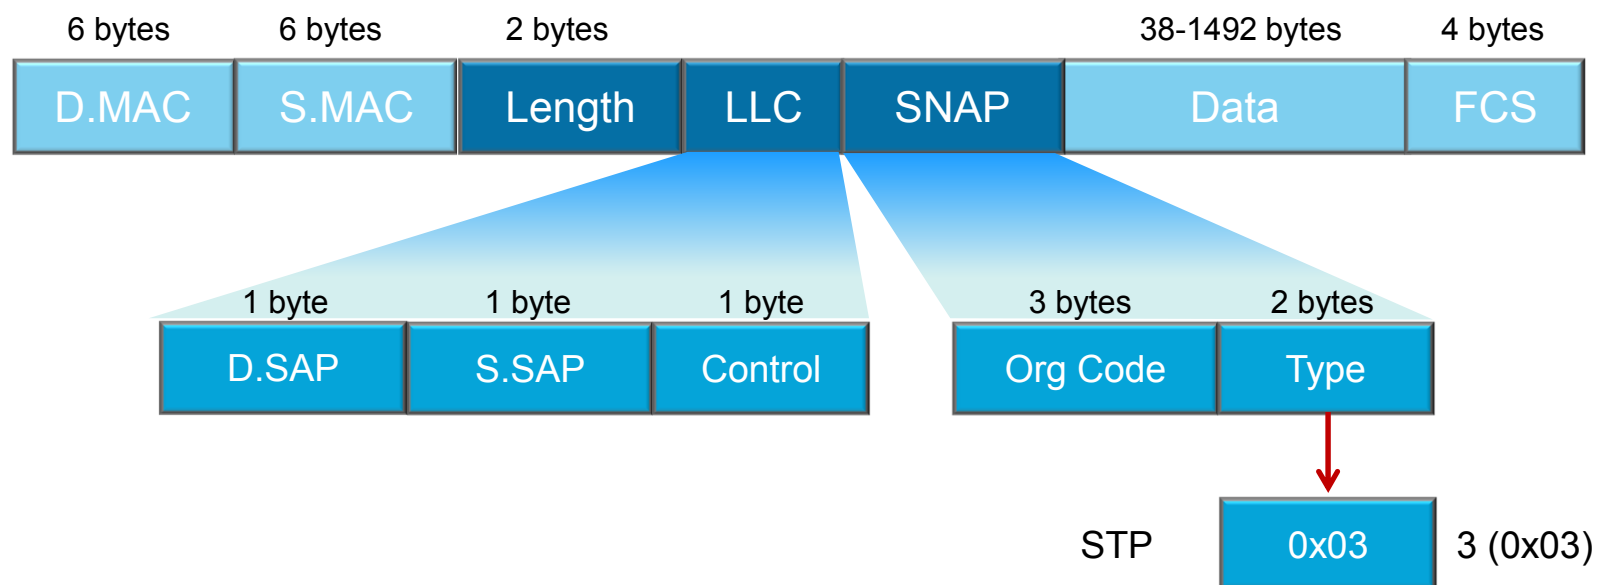 6 bytes 6 bytes 2 bytes 38-1492 bytes 4 bytes
D.MAC S.MAC Length LLC SNAP Data FCS
1 byte 1 byte 1 byte 3 bytes 2 bytes
D.SAP S.SAP Control Org Code Type
STP 0x03 3 (0x03)